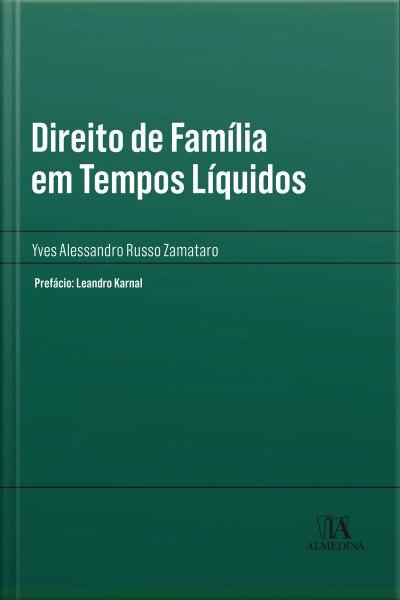 Direito de Família
em Tempos Líquidos
Yves Alessandro Russo Zamataro
Prefácio: Leandro Karnal
ALMEDINA